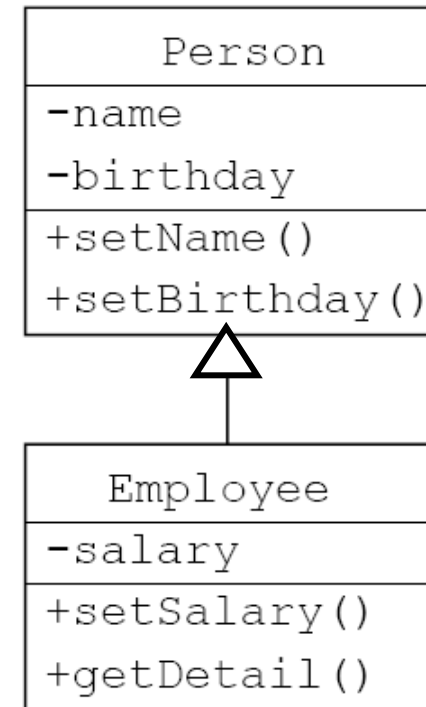 Person
-name
-birthday
+setName()
+setBirthday()
Employee
-salary
+setSalary()
+getDetail()